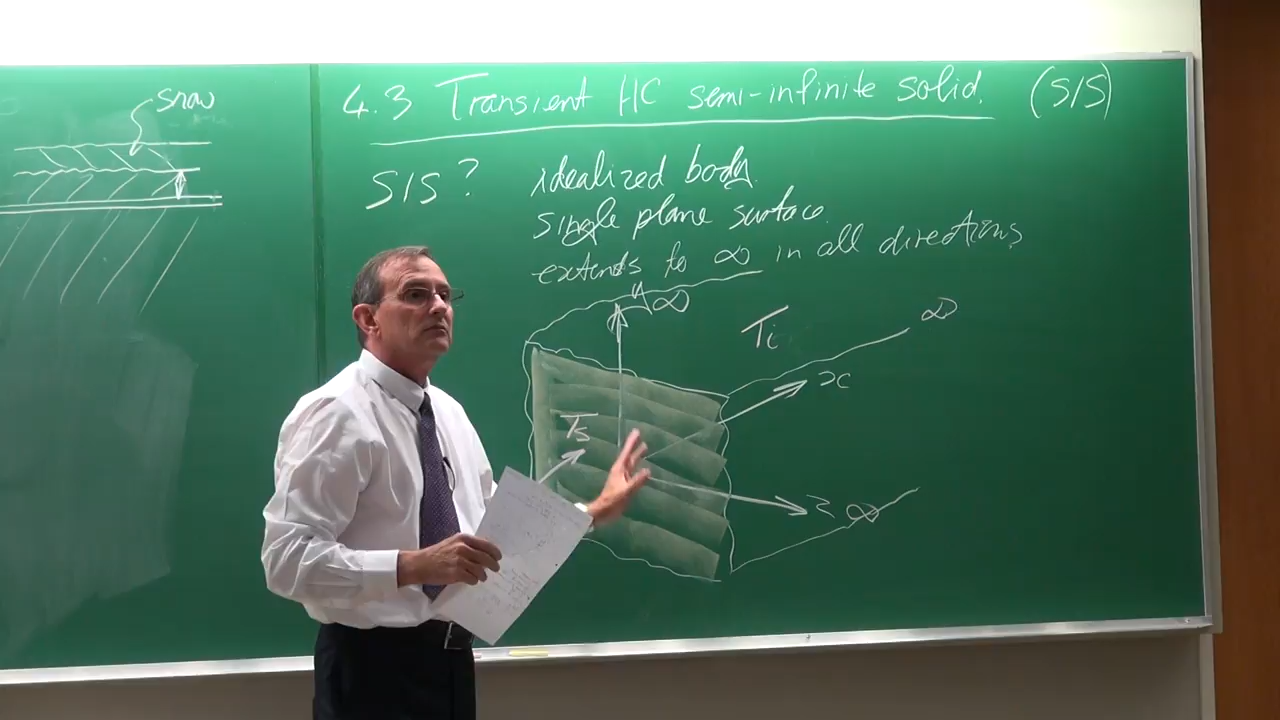 snow
4.3 Transient HC semi-infinite solid. (S/S)
S/S? idealized body.
single plane surface.
extends to ∞ in all directions
∞
Ti
∞
x
Ts
z ∞